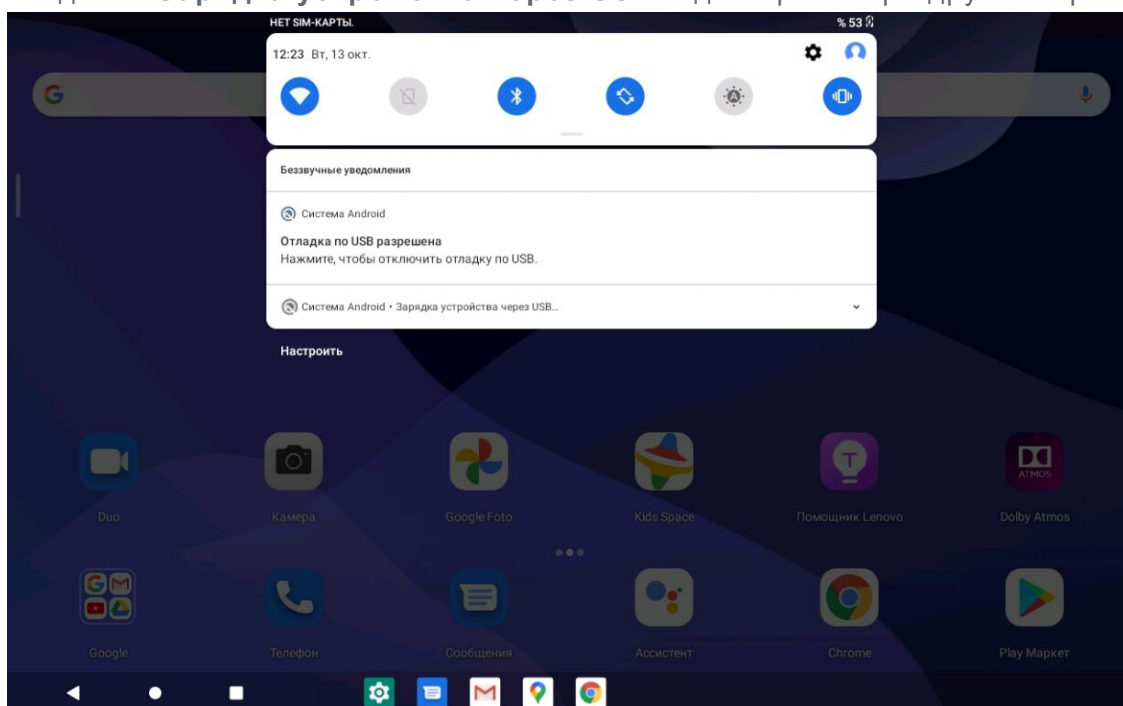 НЕТ SIM-КАРТЫ. % 53
12:23 Вт, 13 окт.
Беззвучные уведомления
Система Android
Отладка по USB разрешена
Нажмите, чтобы отключить отладку по USB.
Система Android • Зарядка устройства через USB...
Настроить
Duo Камера Google Foto Kids Space Помощник Lenovo Dolby Atmos
Google Телефон Сообщения Ассистент Chrome Play Маркет